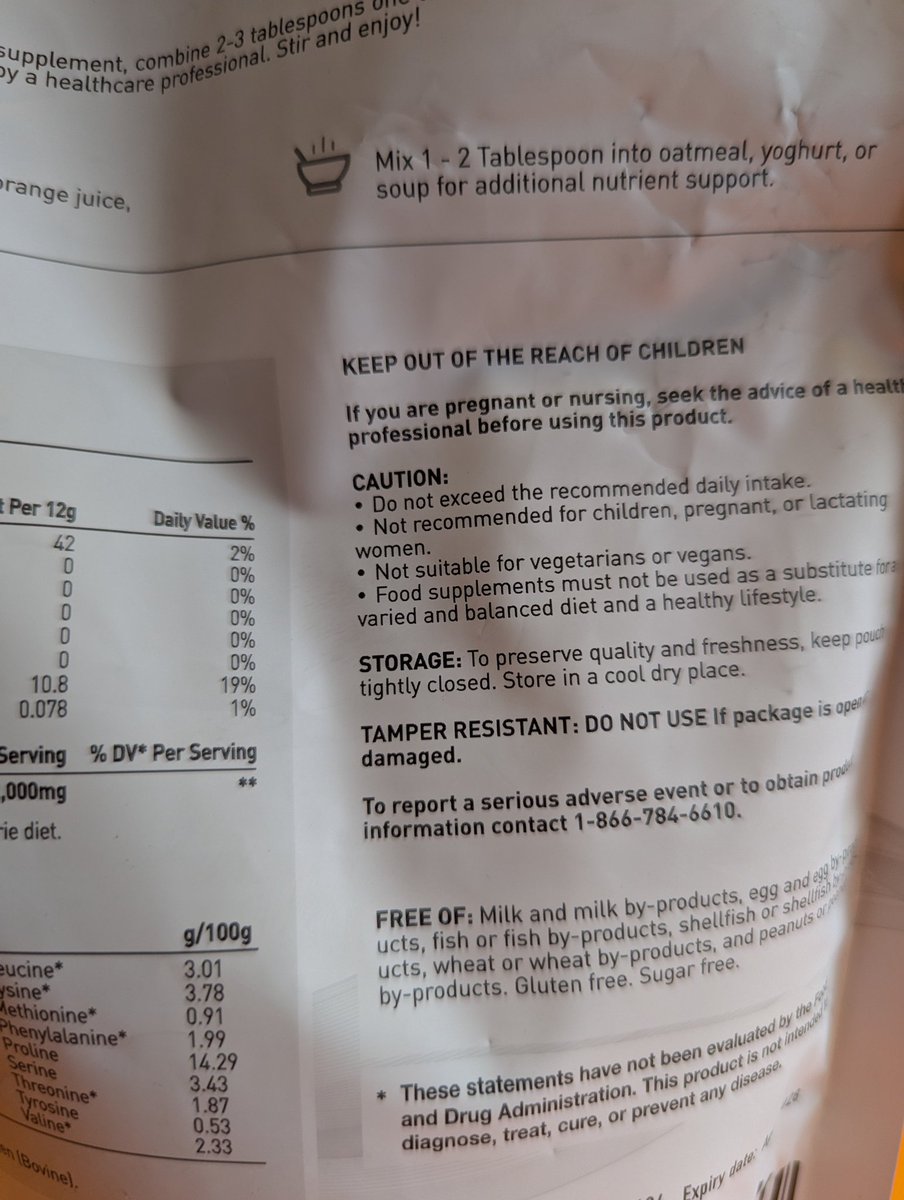 supplement, combine 2-3 tablespoons
by a healthcare professional. Stir and enjoy!
orange juice,
Mix 1 - 2 Tablespoon into oatmeal, yoghurt, or
soup for additional nutrient support.
Per 12g Daily Value %
42 2%
0 0%
0 0%
0 0%
0 0%
0 0%
10.8 19%
0.078 1%
Serving % DV* Per Serving
,000mg **
diet.
g/100g
3.01
3.78
Methionine* 0.91
Phenylalanine* 1.99
Proline 14.29
Serine 3.43
Threonine* 1.87
Tyrosine 0.53
Valine* 2.33
(Bovine).
KEEP OUT OF THE REACH OF CHILDREN
If you are pregnant or nursing, seek the advice of a health
professional before using this product.
CAUTION:
• Do not exceed the recommended daily intake.
• Not recommended for children, pregnant, or lactating
women.
• Not suitable for vegetarians or vegans.
• Food supplements must not be used as a substitute for a
varied and balanced diet and a healthy lifestyle.
STORAGE: To preserve quality and freshness, keep pouch
tightly closed. Store in a cool dry place.
TAMPER RESISTANT: DO NOT USE If package is open
damaged.
To report a serious adverse event or to obtain
information contact 1-866-784-6610.
FREE OF: Milk and milk by-products, egg and egg
ucts, fish or fish by-products, shellfish or shellfish
ucts, wheat or wheat by-products, and peanuts or
by-products. Gluten free. Sugar free.
* These statements have not been evaluated by the
and Drug Administration. This product is not intended
diagnose, treat, cure, or prevent any disease.
Expiry date: